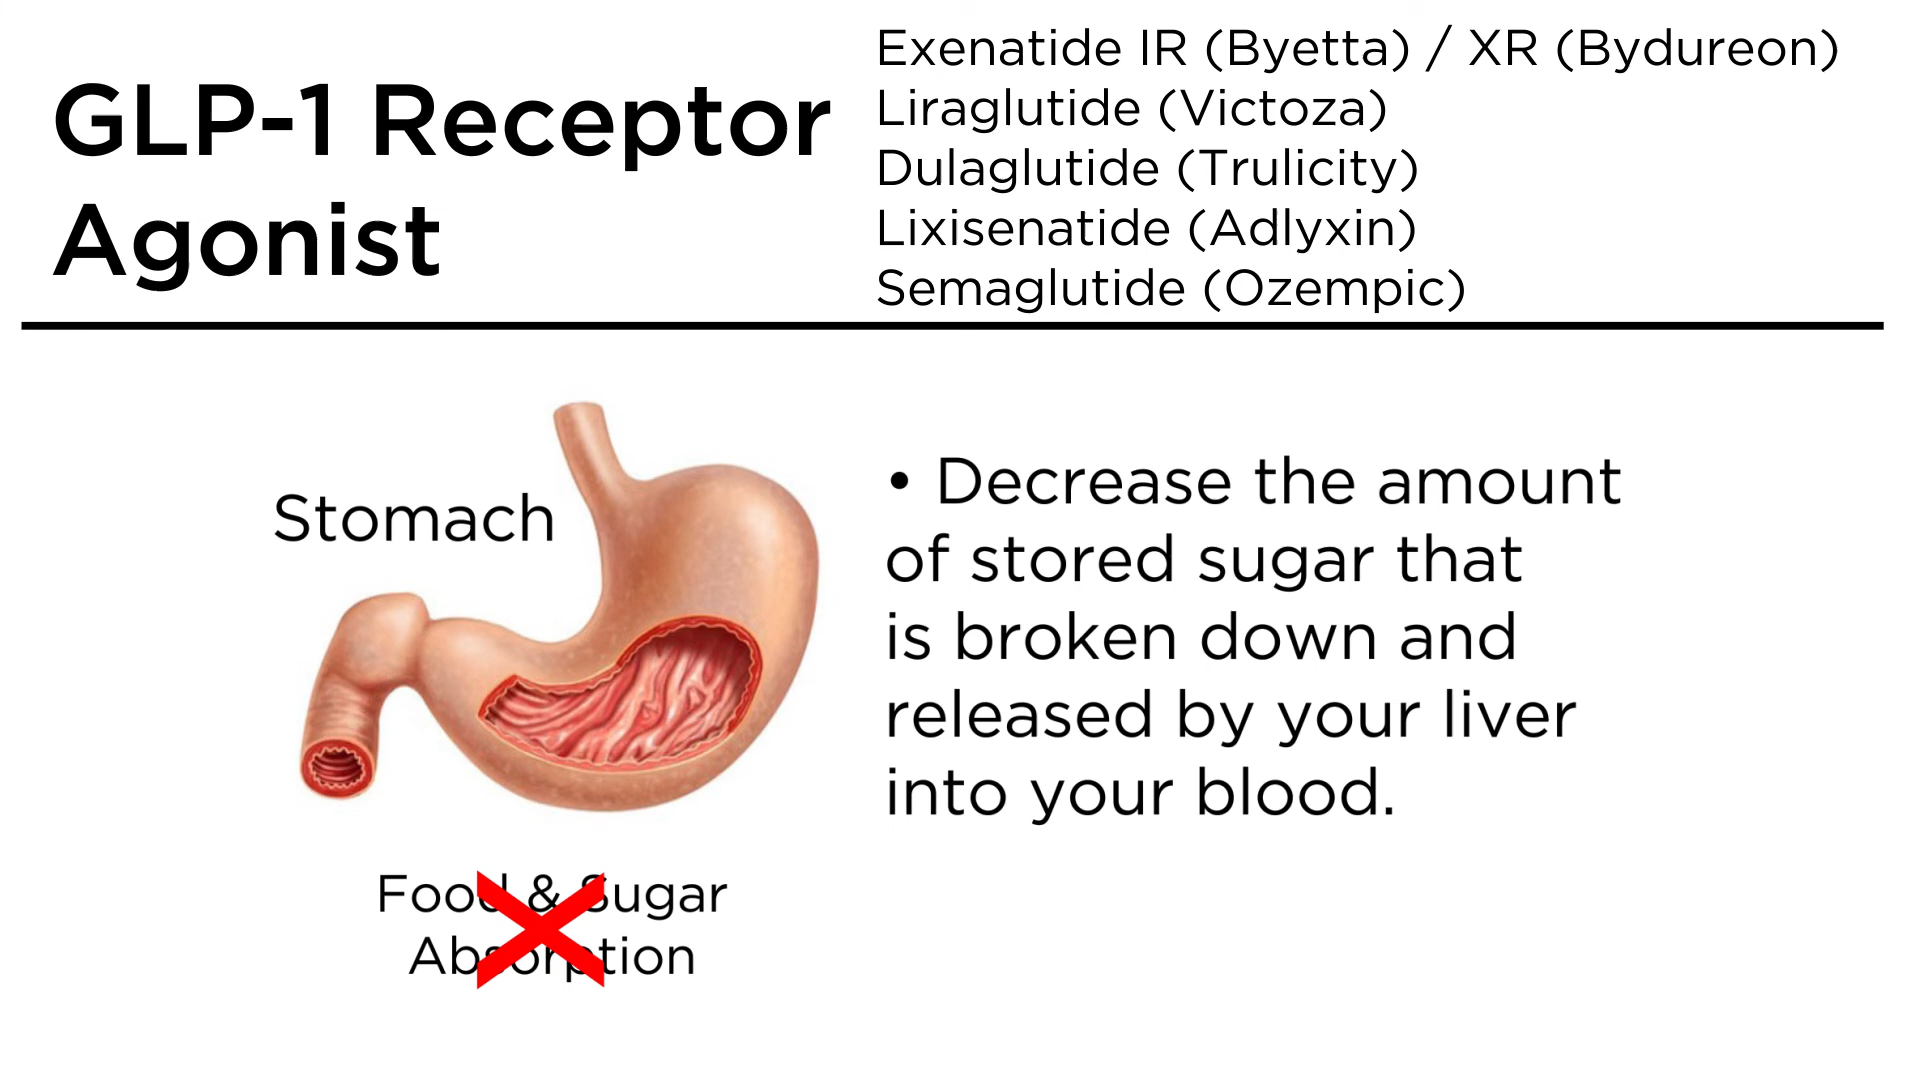 GLP-1 Receptor
Agonist
Exenatide IR (Byetta) / XR (Bydureon)
Liraglutide (Victoza)
Dulaglutide (Trulicity)
Lixisenatide (Adlyxin)
Semaglutide (Ozempic)
Stomach
• Decrease the amount
of stored sugar that
is broken down and
released by your liver
into your blood.
Food & Sugar
Absorption